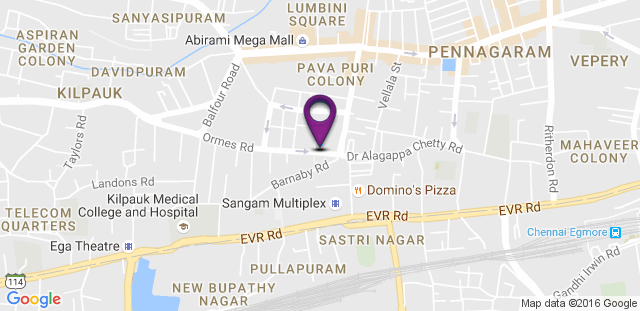 SANYASIPURAM
LUMBINI
SQUARE
ASPIRAN
GARDEN
COLONY
Abirami Mega Mall
PENNAGARAM
DAVIDPURAM
PAVA PURI
COLONY
VEPERY
KILPAUK
Balfour Road
Vellala St
Taylors Rd
Ormes Rd
Dr Alagappa Chetty Rd
Ritherdon Rd
MAHAVEER
COLONY
Landons Rd
Barnaby Rd
Kilpauk Medical
College and Hospital
Domino's Pizza
Sangam Multiplex
TELECOM
QUARTERS
EVR Rd
EVR Rd
EVR Rd
Chennai Egmore
Ega Theatre
SASTRI NAGAR
PULLAPURAM
Gandhi Irwin Rd
114
NEW BUPATHY
NAGAR
Google
Map data ©2016 Google